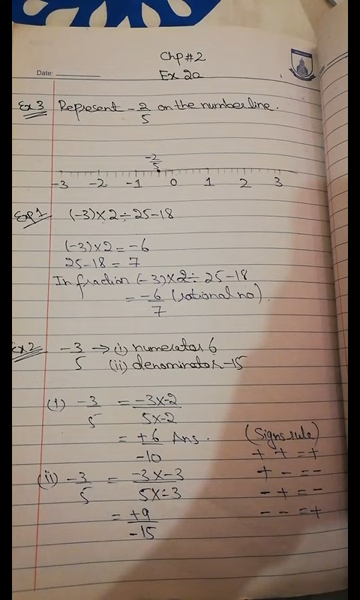 Chp#2
Date:
Ex 2a
Ex 3 Represent -2/5 on the number line.
-2/5
-3 -2 -1 0 1 2 3
Exp 1 (-3)×2÷25-18
(-3)×2=-6
25-18=7
In fraction (-3)×2÷25-18
= -6/7 (rational no).
Ex 2 -3/5 → (i) numerator 6
(ii) denominator -15
(i) -3/5 = -3×-2/5×-2
= +6/-10 Ans.
(Signs rule)
+ + = +
+ - = -
- + = -
- - = +
(ii) -3/5 = -3×-3/5×-3
= +9/-15